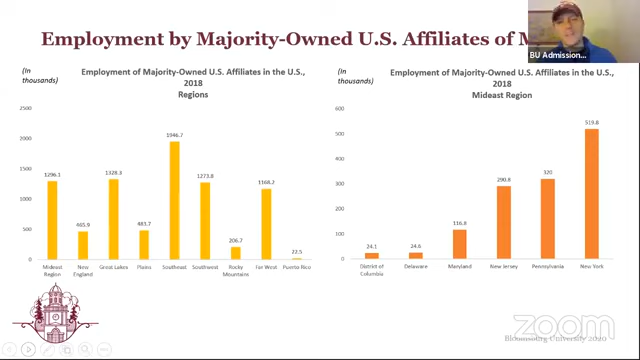 Employment by Majority-Owned U.S. Affiliates of M
BU Admission...
(In
thousands)
Employment of Majority-Owned U.S. Affiliates in the U.S.,
2018
Regions
2500
2000
1500
1000
500
0
1296.1
465.9
1328.3
483.7
1946.7
1273.8
206.7
1168.2
22.5
Mideast
Region
New
England
Great Lakes
Plains
Southeast
Southwest
Rocky
Mountains
Far West
Puerto Rico
(In
thousands)
Employment of Majority-Owned U.S. Affiliates in the U.S.,
2018
Mideast Region
600
500
400
300
200
100
0
24.1
24.6
116.8
290.8
320
519.8
District of
Columbia
Delaware
Maryland
New Jersey
Pennsylvania
New York
zoom
Bloomsburg University 2020